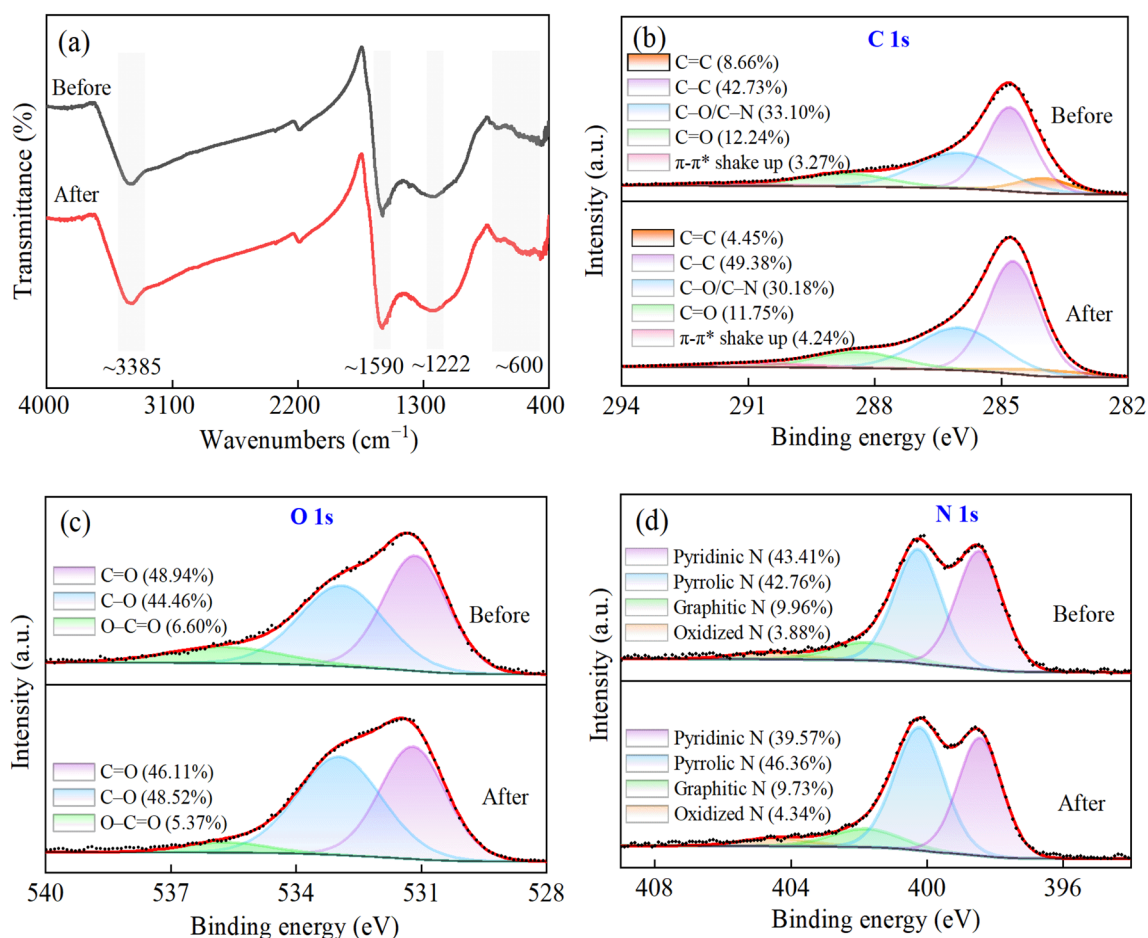 (a)
Before
After
Transmittance (%)
~3385
~1590
~1222
~600
4000
3100
2200
1300
400
Wavenumbers (cm⁻¹)
(b)
C 1s
C=C (8.66%)
C–C (42.73%)
C–O/C–N (33.10%)
C=O (12.24%)
π-π* shake up (3.27%)
Before
C=C (4.45%)
C–C (49.38%)
C–O/C–N (30.18%)
C=O (11.75%)
π-π* shake up (4.24%)
After
Intensity (a.u.)
294
291
288
285
282
Binding energy (eV)
(c)
O 1s
C=O (48.94%)
C–O (44.46%)
O–C=O (6.60%)
Before
C=O (46.11%)
C–O (48.52%)
O–C=O (5.37%)
After
Intensity (a.u.)
540
537
534
531
528
Binding energy (eV)
(d)
N 1s
Pyridinic N (43.41%)
Pyrrolic N (42.76%)
Graphitic N (9.96%)
Oxidized N (3.88%)
Before
Pyridinic N (39.57%)
Pyrrolic N (46.36%)
Graphitic N (9.73%)
Oxidized N (4.34%)
After
Intensity (a.u.)
408
404
400
396
Binding energy (eV)